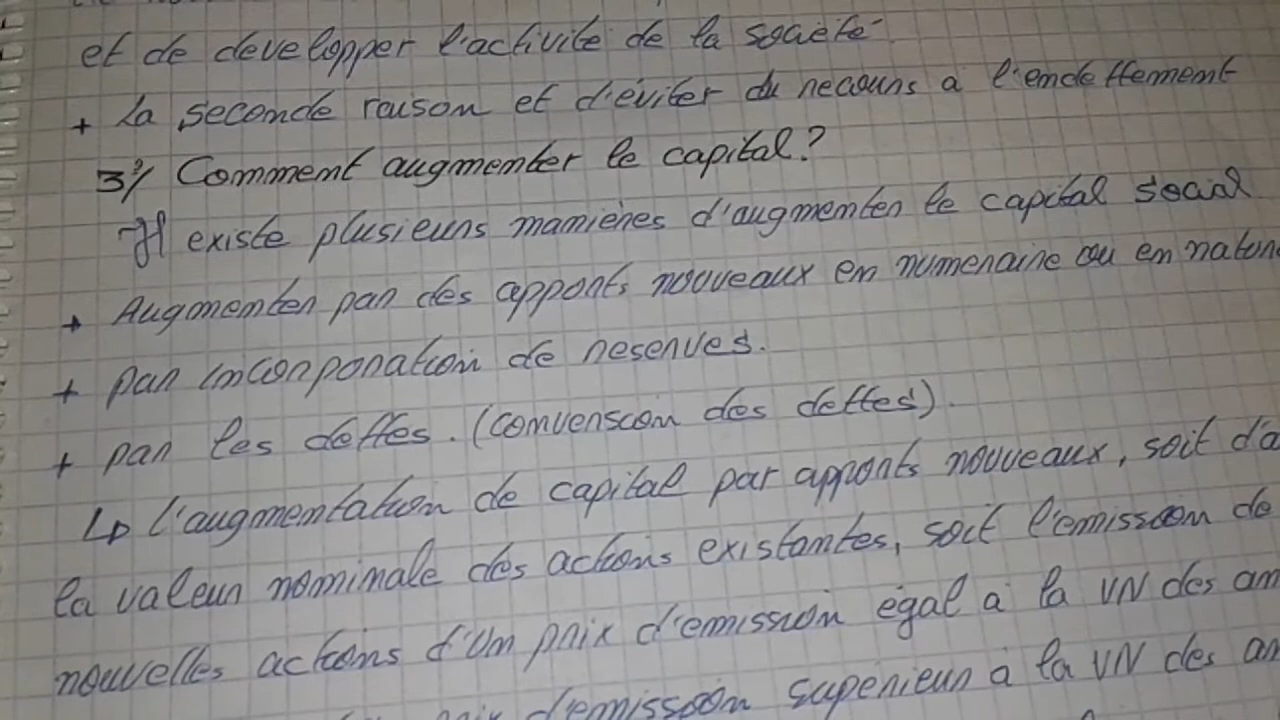 et de developper l'activite de la société
+ La seconde raison et d'éviter du recours a l'endettement
3°/ Comment augmenter le capital?
Il existe plusieurs manières d'augmenter le capital social
+ Augmenter par des apports nouveaux en numeraire ou en natur
+ par incorporation de reserves.
+ par les dettes. (conversion des dettes).
L'augmentation de capital par apports nouveaux, soit d'a
la valeur nominale des actions existantes, soit l'emission de
nouvelles actions d'un prix d'emission égal à la VN des an
d'emission supérieur à la VN des an